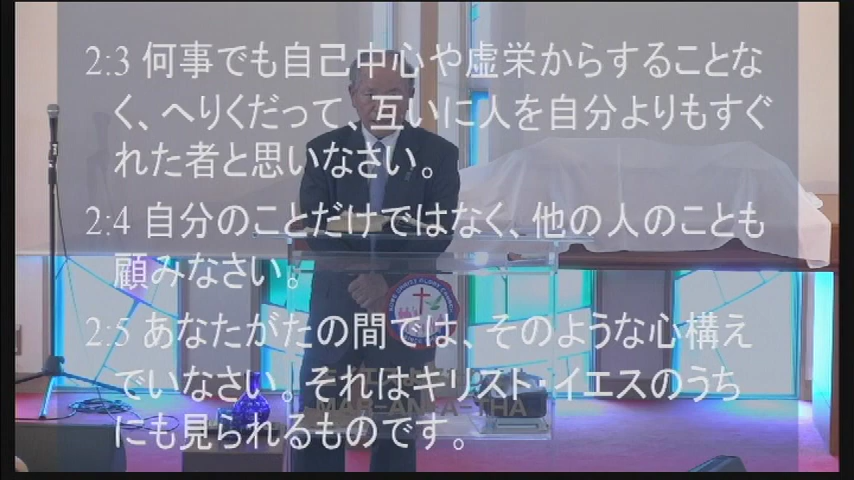 2:3 何事でも自己中心や虚栄からすることな
く、へりくだって、互いに人を自分よりもすぐ
れた者と思いなさい。
2:4 自分のことだけではなく、他の人のことも
顧みなさい。
2:5 あなたがたの間では、そのような心構え
でいなさい。それはキリスト・イエスのうち
にも見られるものです。
MAR-ANA-THA